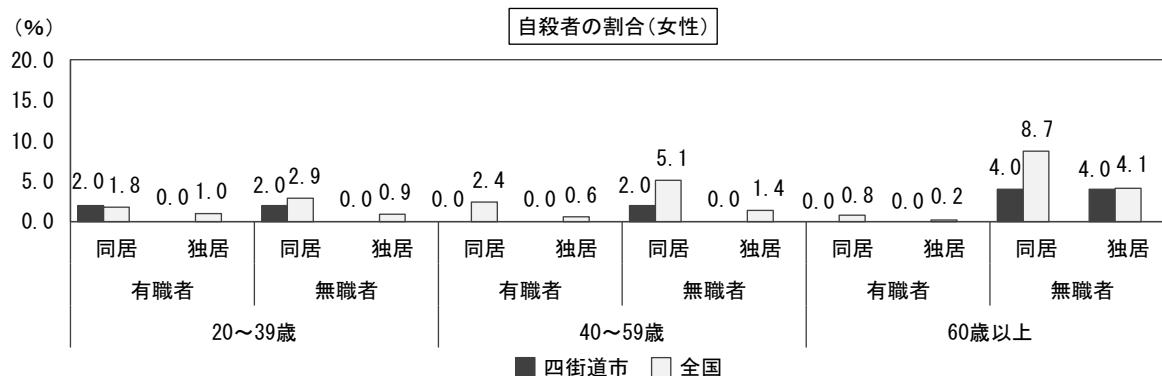 （%）
自殺者の割合（女性）
20.0
15.0
10.0
5.0
0.0
2.0 1.8 0.0 1.0 2.0 2.9 0.0 0.9 0.0 2.4 0.0 0.6 2.0 5.1 0.0 1.4 0.0 0.8 0.0 0.2 4.0 8.7 4.0 4.1
同居 独居 同居 独居 同居 独居 同居 独居 同居 独居 同居 独居
有職者 無職者 有職者 無職者 有職者 無職者
20～39歳 40～59歳 60歳以上
四街道市 全国